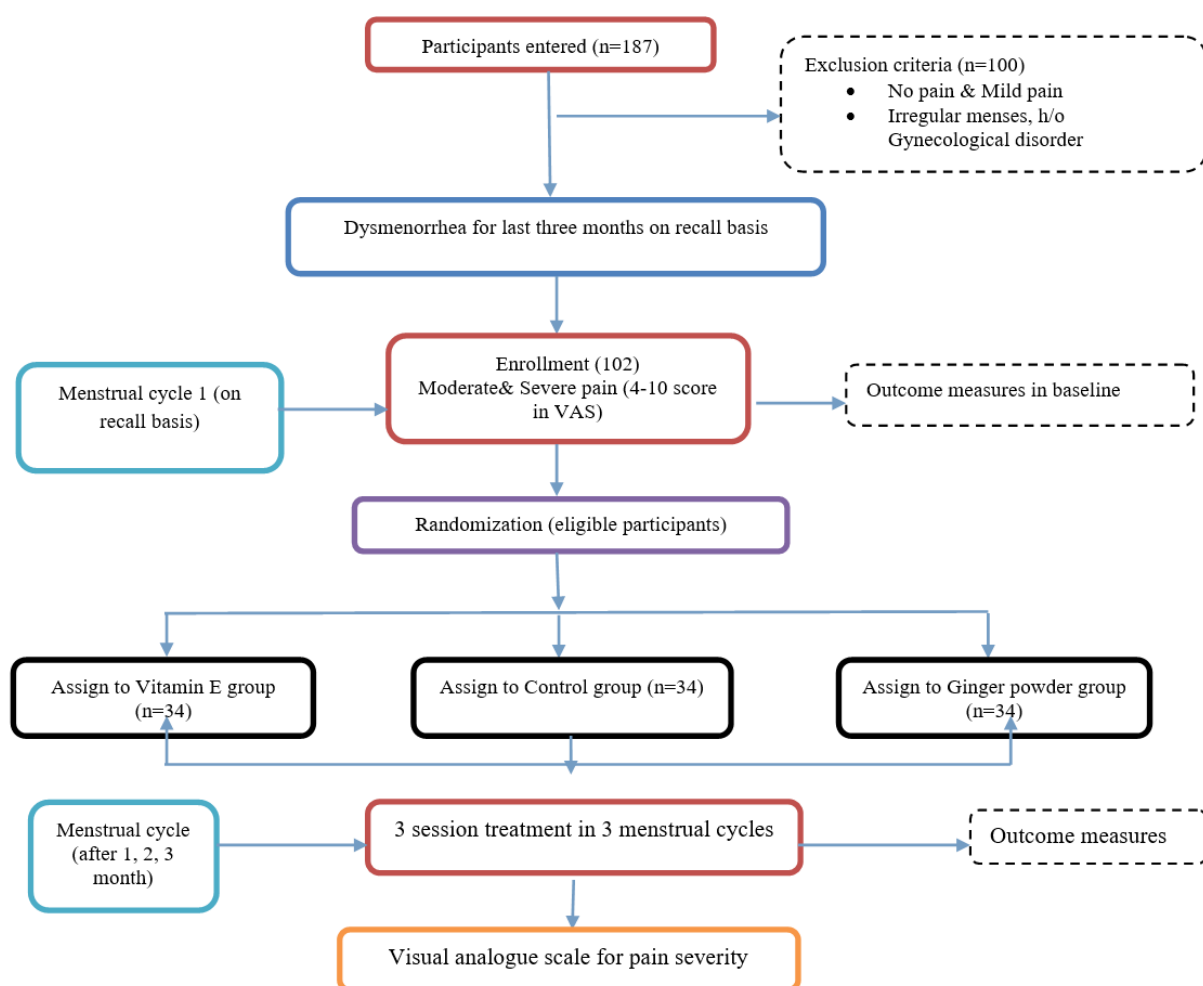 Participants entered (n=187)
Exclusion criteria (n=100)
• No pain & Mild pain
• Irregular menses, h/o
Gynecological disorder
Dysmenorrhea for last three months on recall basis
Menstrual cycle 1 (on
recall basis)
Enrollment (102)
Moderate& Severe pain (4-10 score
in VAS)
Outcome measures in baseline
Randomization (eligible participants)
Assign to Vitamin E group
(n=34)
Assign to Control group (n=34)
Assign to Ginger powder group
(n=34)
Menstrual cycle
(after 1, 2, 3
month)
3 session treatment in 3 menstrual cycles
Outcome measures
Visual analogue scale for pain severity